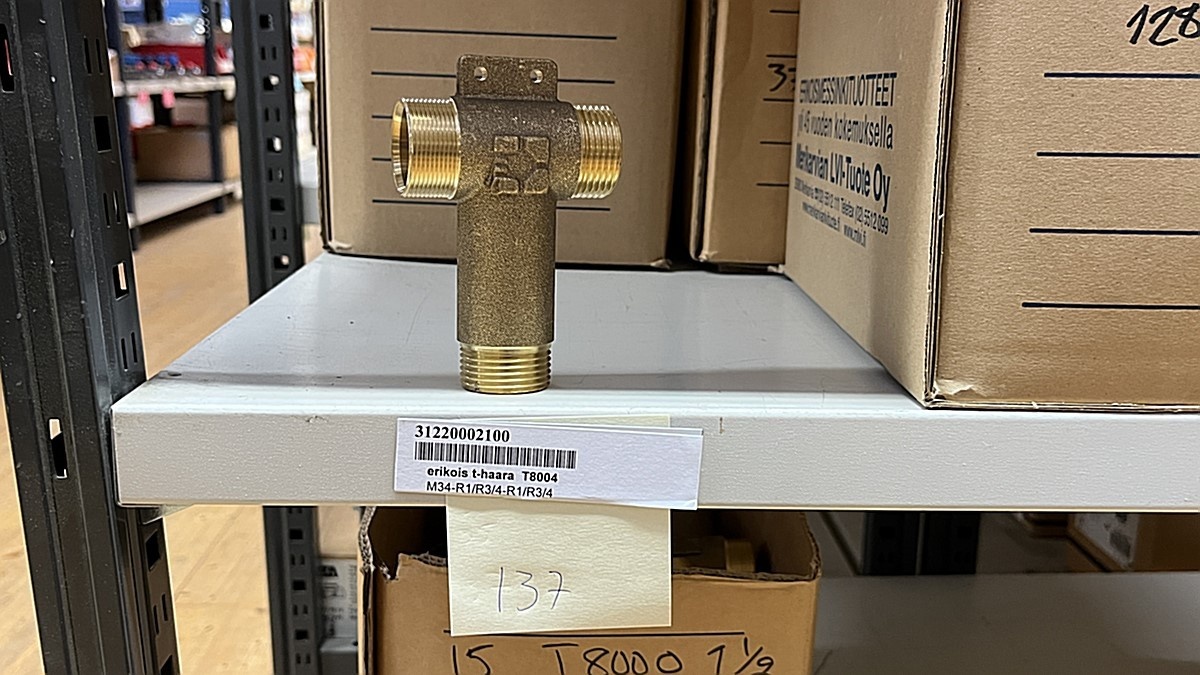 128
37
ERIKOISMESSINKITUOTTEET
yli 45 vuoden kokemuksella
Merikarvian LVI-Tuote Oy
31220002100
erikois t-haara T8004
M34-R1/R3/4-R1/R3/4
137
15 T8000 1 1/2